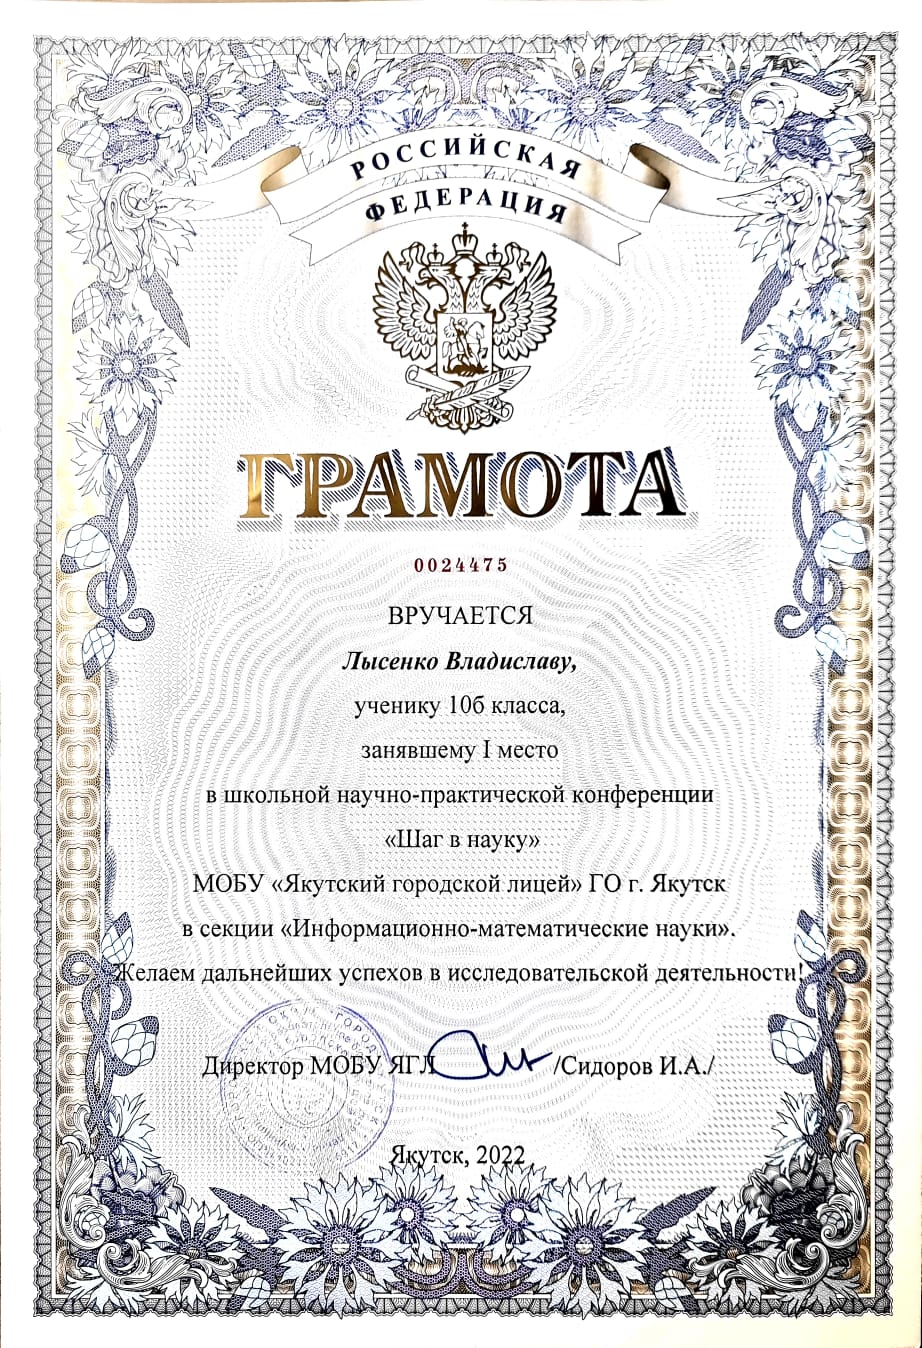 РОССИЙСКАЯ
ФЕДЕРАЦИЯ
ГРАМОТА
0024475
ВРУЧАЕТСЯ
Лысенко Владиславу,
ученику 10б класса,
занявшему I место
в школьной научно-практической конференции
«Шаг в науку»
МОБУ «Якутский городской лицей» ГО г. Якутск
в секции «Информационно-математические науки».
Желаем дальнейших успехов в исследовательской деятельности!
Директор МОБУ ЯГЛ /Сидоров И.А./
Якутск, 2022